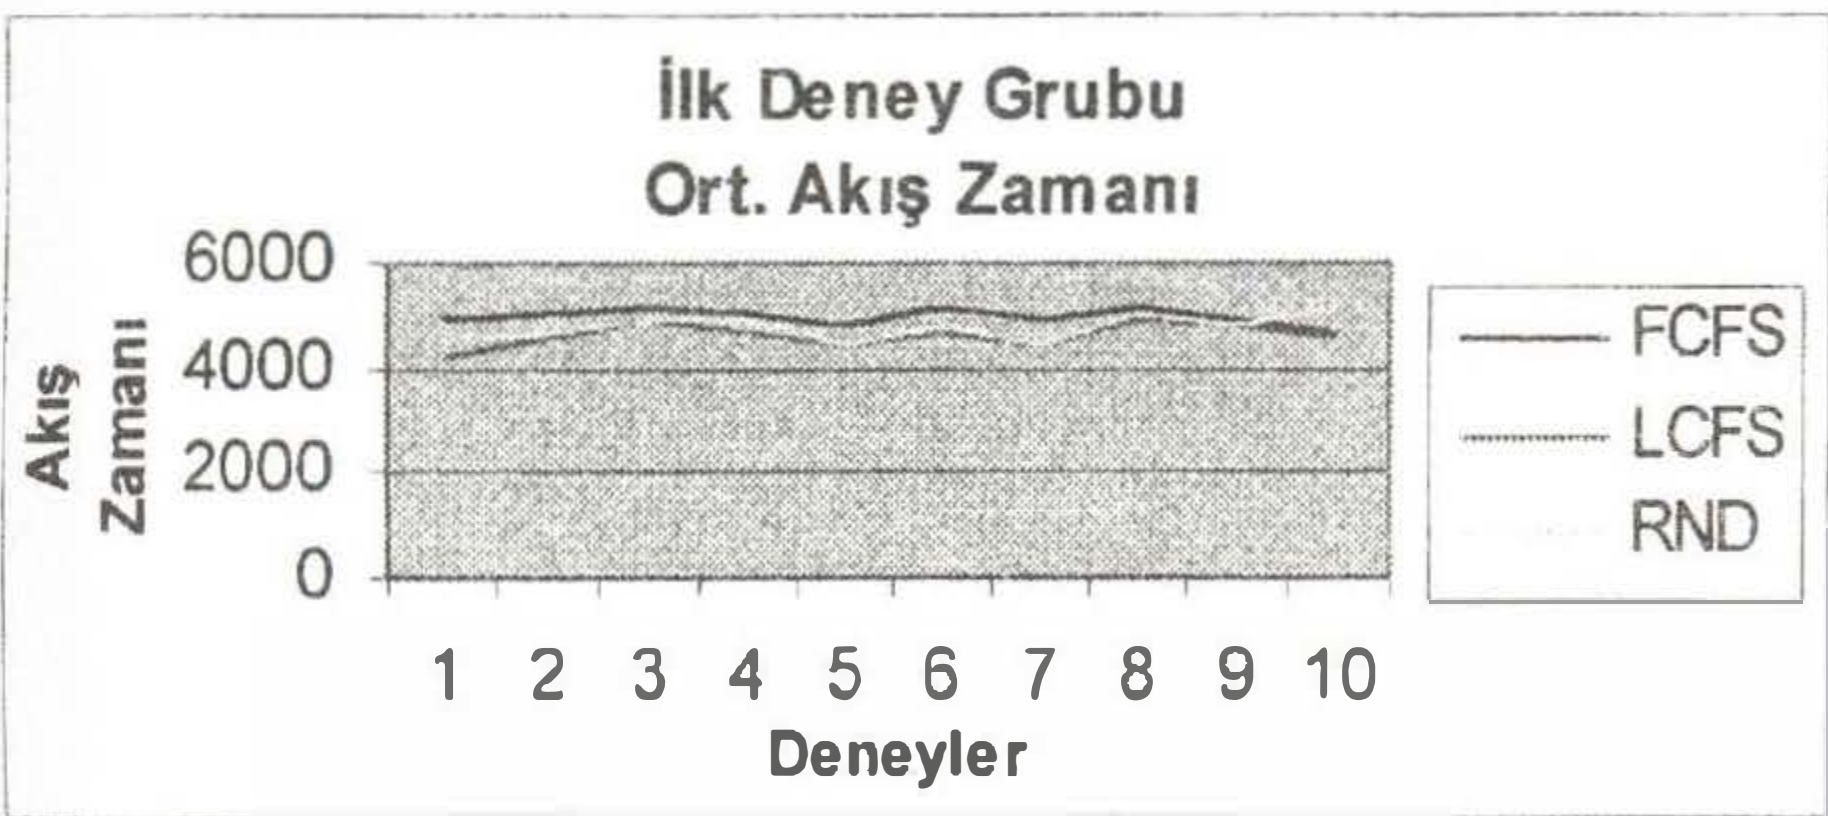 İlk Deney Grubu
Ort. Akış Zamanı
Akış
Zamanı
6000
4000
2000
0
1 2 3 4 5 6 7 8 9 10
Deneyler
FCFS
LCFS
RND